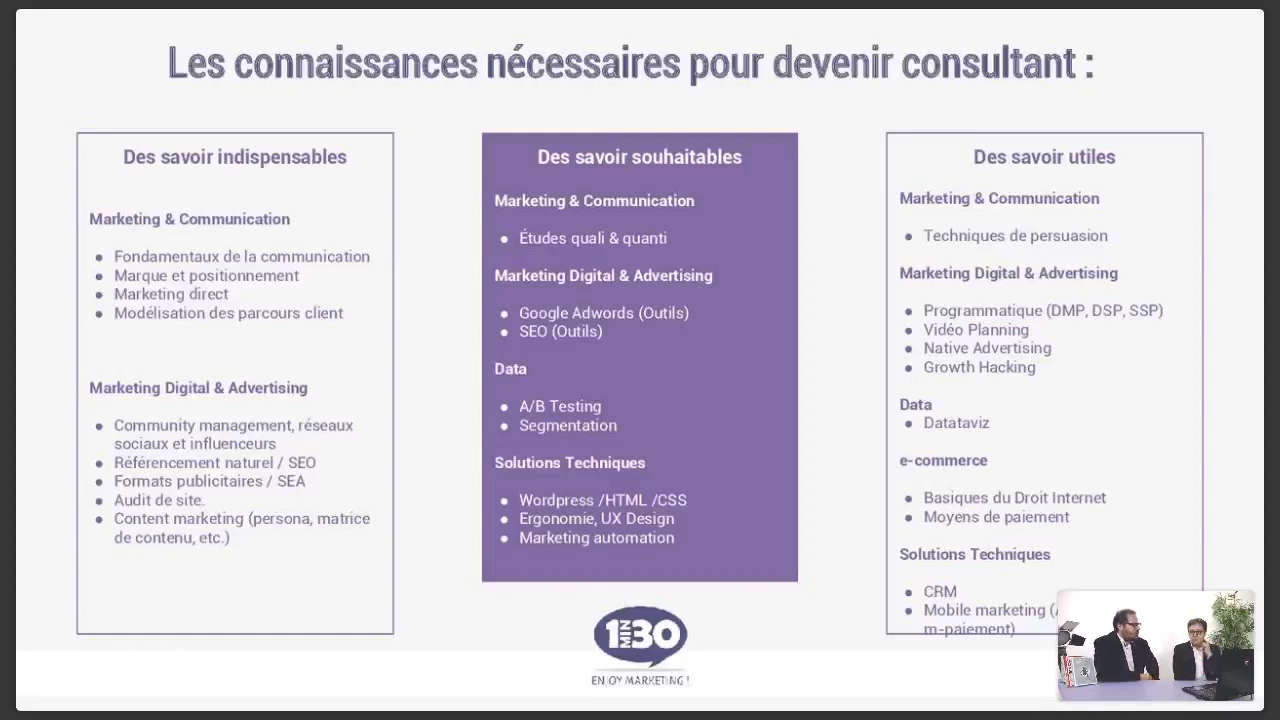 Les connaissances nécessaires pour devenir consultant :
Des savoir indispensables
Marketing & Communication
● Fondamentaux de la communication
● Marque et positionnement
● Marketing direct
● Modélisation des parcours client
Marketing Digital & Advertising
● Community management, réseaux
sociaux et influenceurs
● Référencement naturel / SEO
● Formats publicitaires / SEA
● Audit de site.
● Content marketing (persona, matrice
de contenu, etc.)
Des savoir souhaitables
Marketing & Communication
● Études quali & quanti
Marketing Digital & Advertising
● Google Adwords (Outils)
● SEO (Outils)
Data
● A/B Testing
● Segmentation
Solutions Techniques
● Wordpress /HTML /CSS
● Ergonomie, UX Design
● Marketing automation
Des savoir utiles
Marketing & Communication
● Techniques de persuasion
Marketing Digital & Advertising
● Programmatique (DMP, DSP, SSP)
● Vidéo Planning
● Native Advertising
● Growth Hacking
Data
● Datataviz
e-commerce
● Basiques du Droit Internet
● Moyens de paiement
Solutions Techniques
● CRM
● Mobile marketing (
m-paiement)
1MIN30
ENJOY MARKETING !